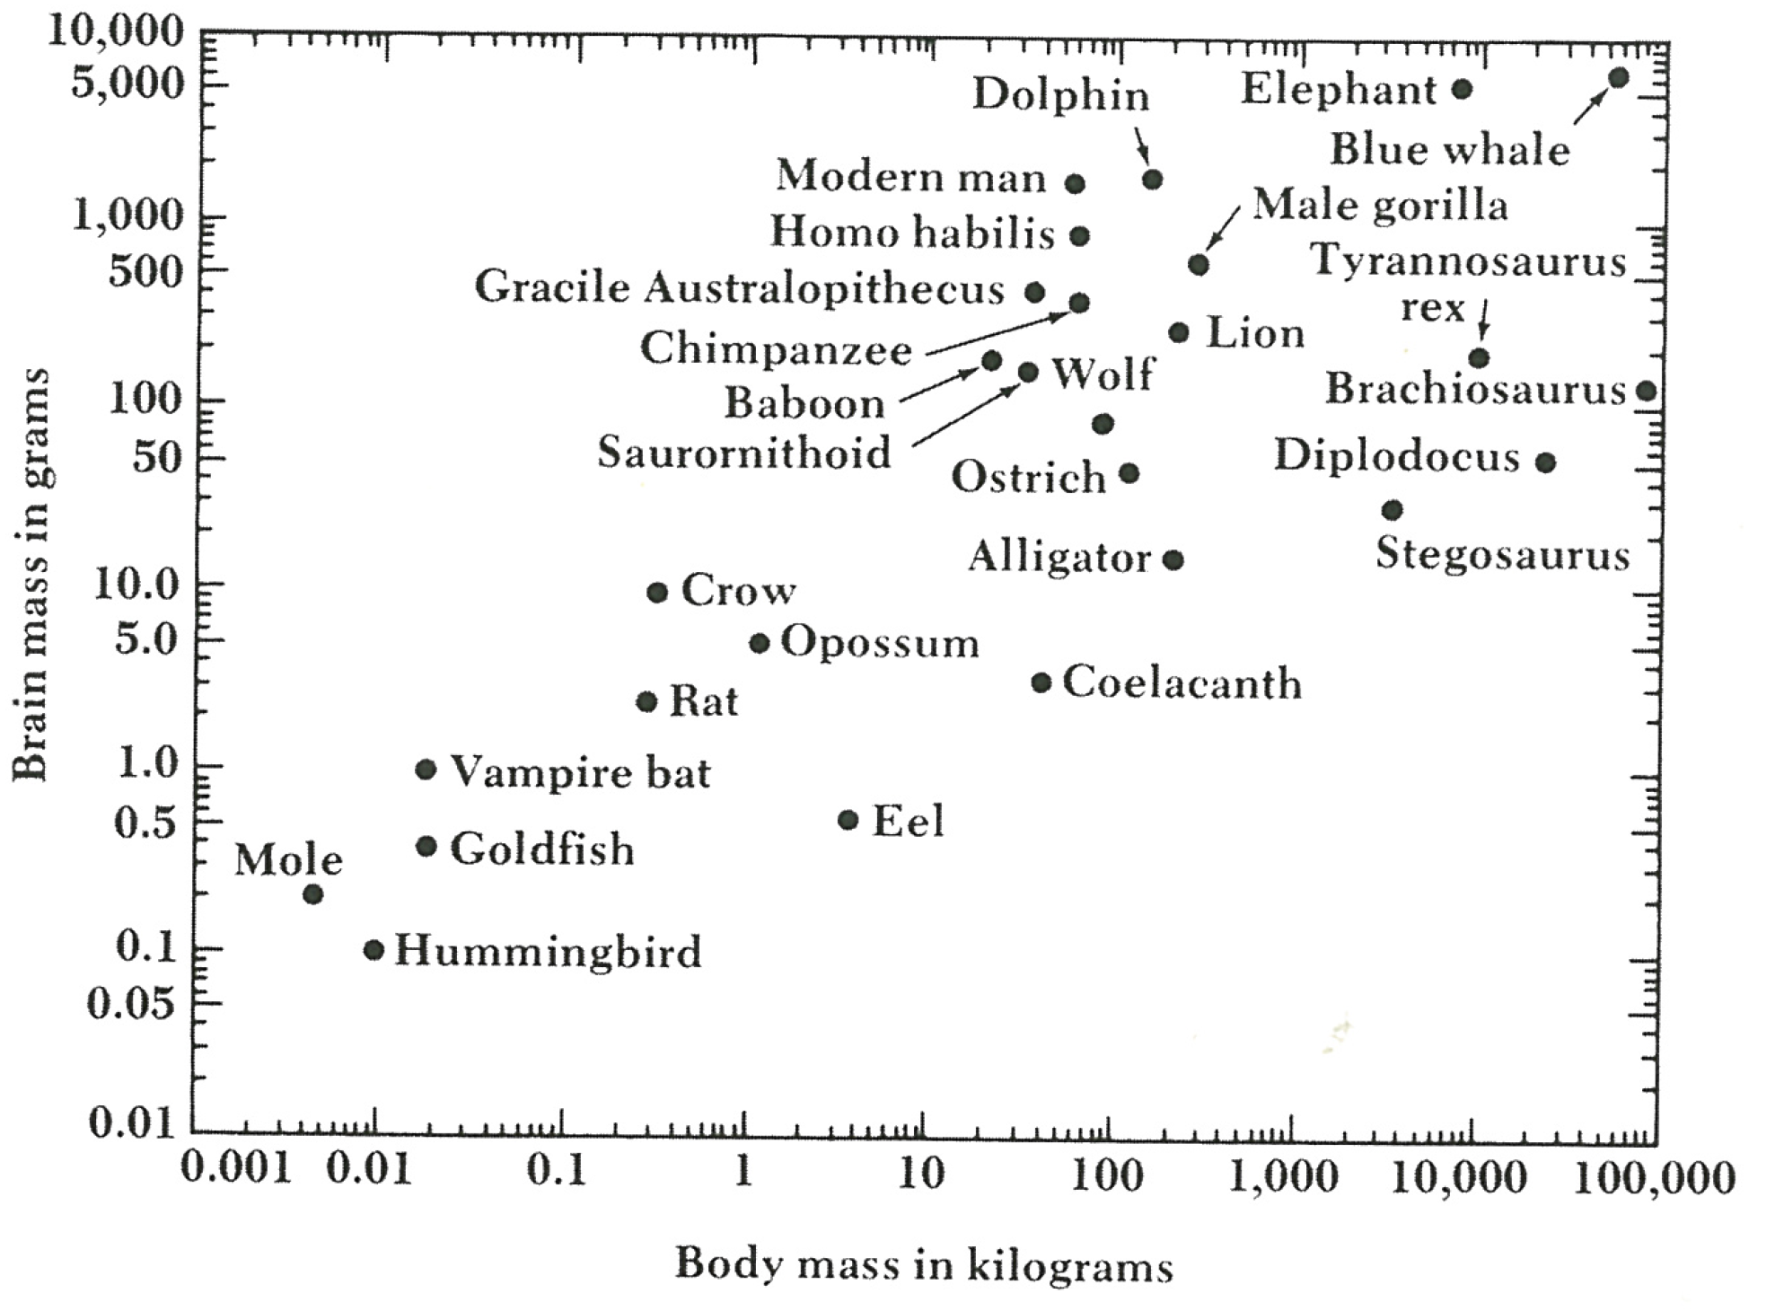 10,000
5,000
1,000
500
100
50
10.0
5.0
1.0
0.5
0.1
0.05
0.01
Brain mass in grams
Dolphin
Elephant
Blue whale
Modern man
Male gorilla
Homo habilis
Tyrannosaurus
rex
Gracile Australopithecus
Chimpanzee
Lion
Baboon
Wolf
Brachiosaurus
Saurornithoid
Ostrich
Diplodocus
Alligator
Stegosaurus
Crow
Opossum
Rat
Coelacanth
Vampire bat
Eel
Goldfish
Mole
Hummingbird
0.001 0.01 0.1 1 10 100 1,000 10,000 100,000
Body mass in kilograms